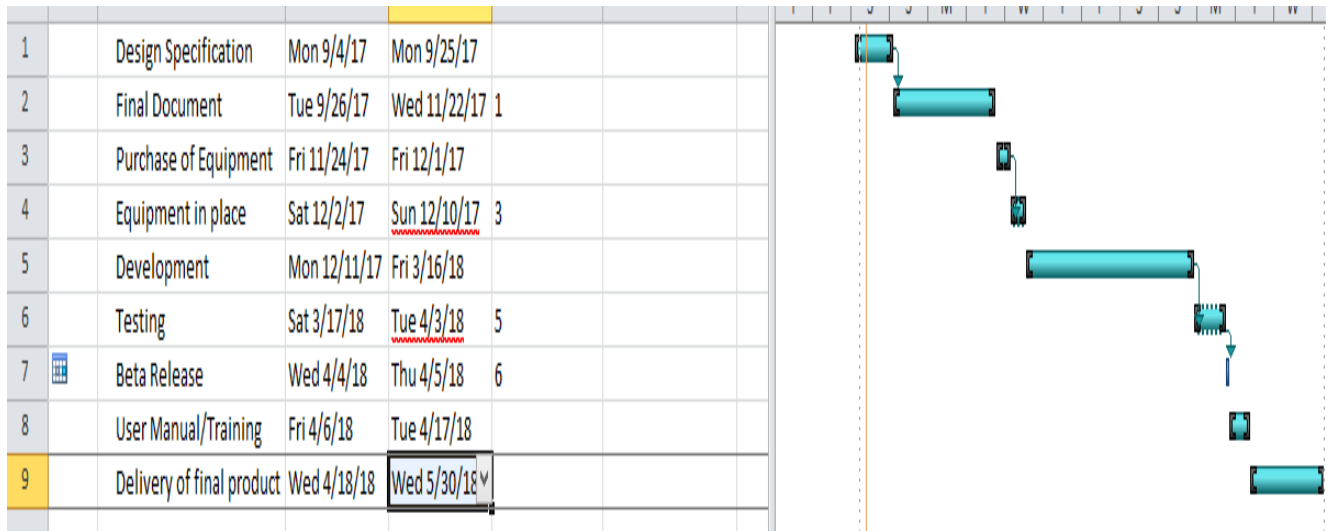 T F S S M T W T F S S M T W
1 Design Specification Mon 9/4/17 Mon 9/25/17
2 Final Document Tue 9/26/17 Wed 11/22/17 1
3 Purchase of Equipment Fri 11/24/17 Fri 12/1/17
4 Equipment in place Sat 12/2/17 Sun 12/10/17 3
5 Development Mon 12/11/17 Fri 3/16/18
6 Testing Sat 3/17/18 Tue 4/3/18 5
7 Beta Release Wed 4/4/18 Thu 4/5/18 6
8 User Manual/Training Fri 4/6/18 Tue 4/17/18
9 Delivery of final product Wed 4/18/18 Wed 5/30/18